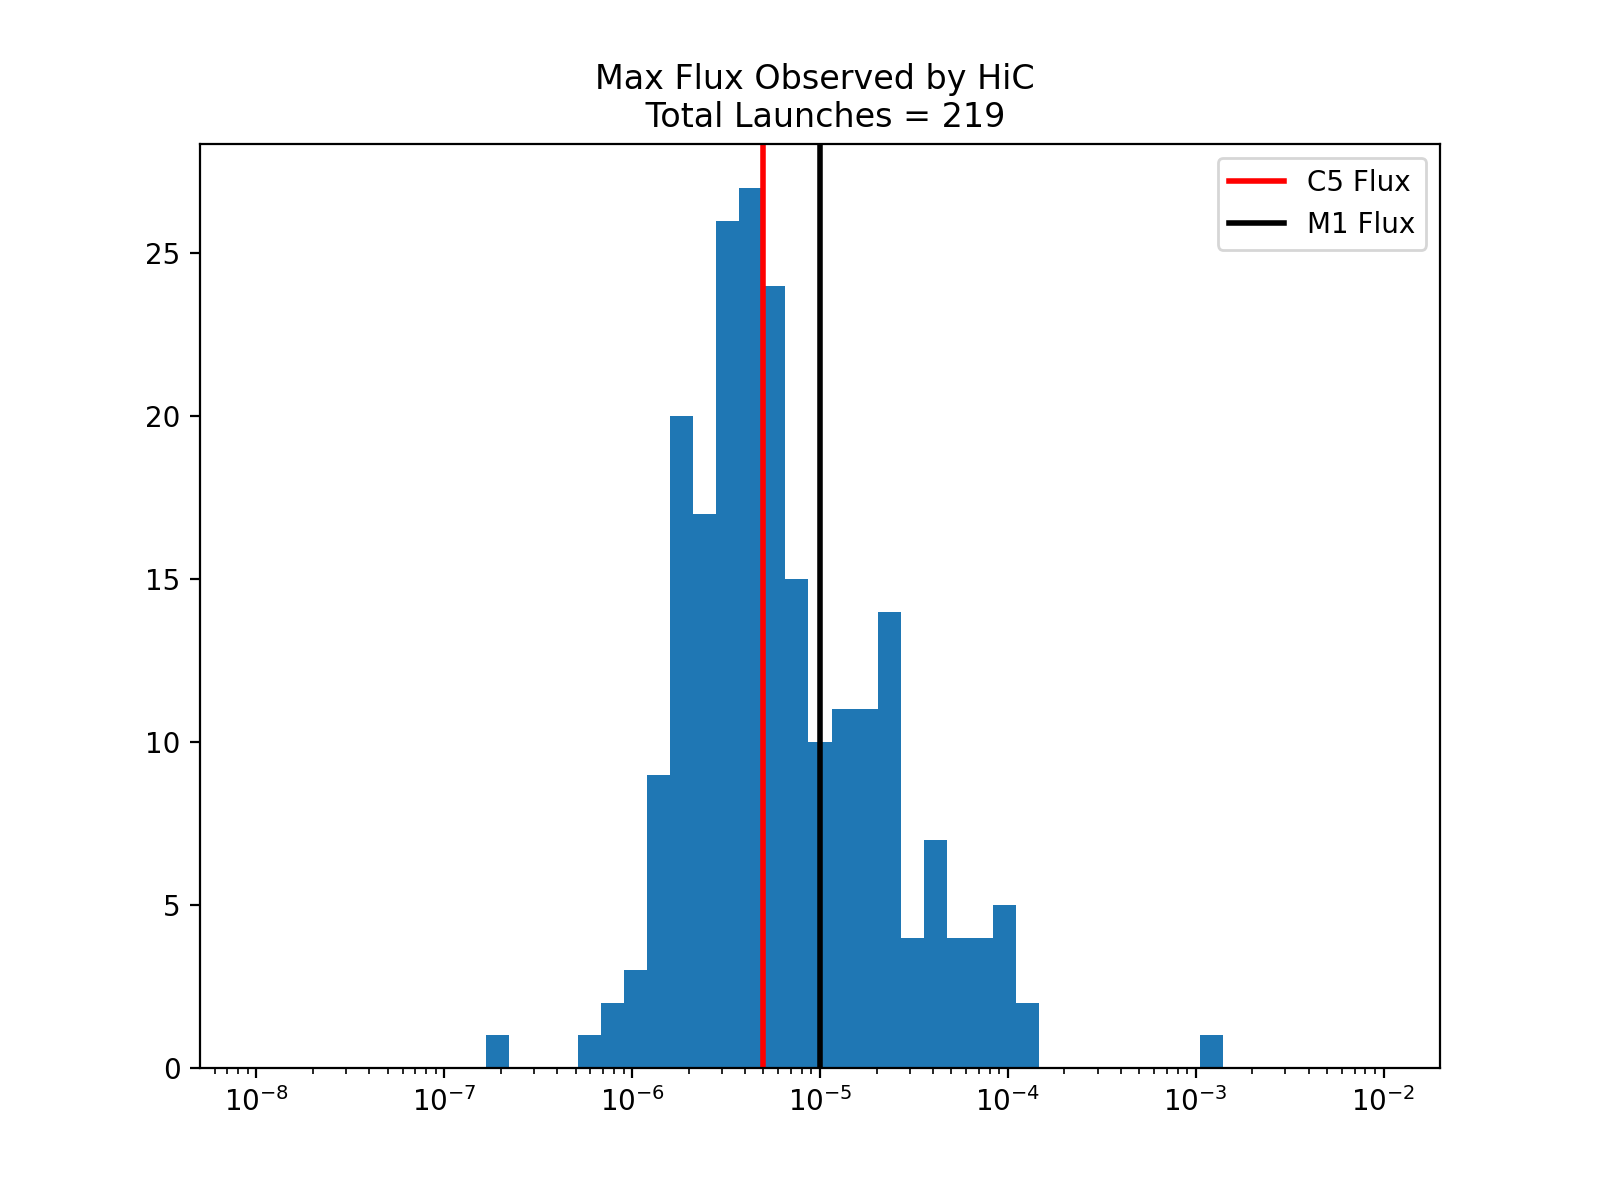 Max Flux Observed by HiC
Total Launches = 219
C5 Flux
M1 Flux
25
20
15
10
5
0
10⁻⁸ 10⁻⁷ 10⁻⁶ 10⁻⁵ 10⁻⁴ 10⁻³ 10⁻²